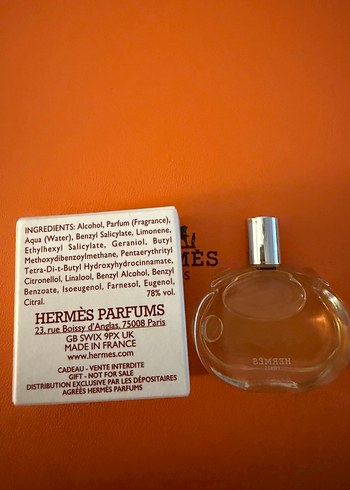 INGREDIENTS: Alcohol, Parfum (Fragrance),
Aqua (Water), Benzyl Salicylate, Limonene,
Ethylhexyl Salicylate, Geraniol, Butyl
Methoxydibenzoylmethane, Pentaerythrityl
Tetra-Di-t-Butyl Hydroxyhydrocinnamate,
Citronellol, Linalool, Benzyl Alcohol, Benzyl
Benzoate, Isoeugenol, Farnesol, Eugenol,
Citral. 78% vol.
HERMÈS PARFUMS
23, rue Boissy d'Anglas, 75008 Paris
GB SWIX 9PX UK
MADE IN FRANCE
www.hermes.com
CADEAU - VENTE INTERDITE
GIFT - NOT FOR SALE
DISTRIBUTION EXCLUSIVE PAR LES DÉPOSITAIRES
AGRÉÉS HERMÈS PARFUMS
HERMÈS